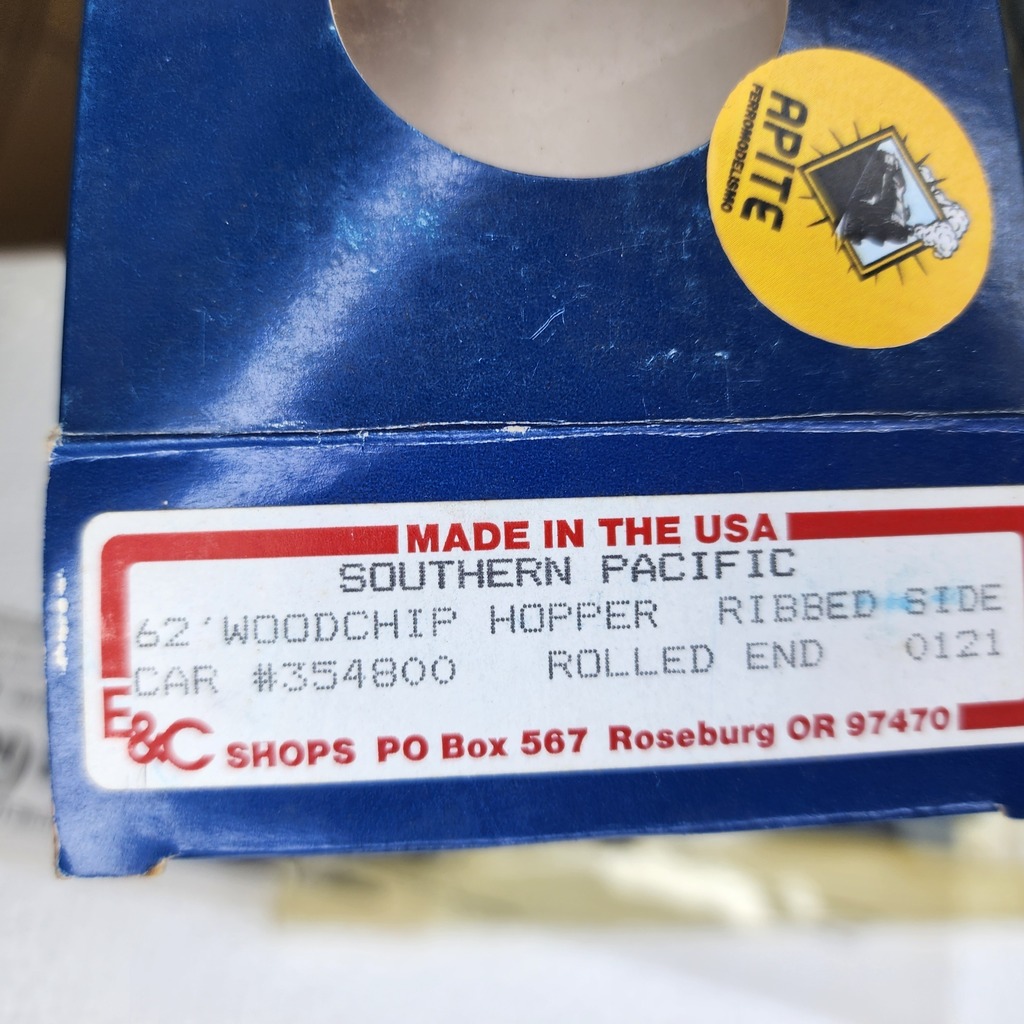 APITE
FERROMODELISMO
MADE IN THE USA
SOUTHERN PACIFIC
62'WOODCHIP HOPPER RIBBED SIDE
CAR #354800 ROLLED END 0121
E&C SHOPS PO Box 567 Roseburg OR 97470